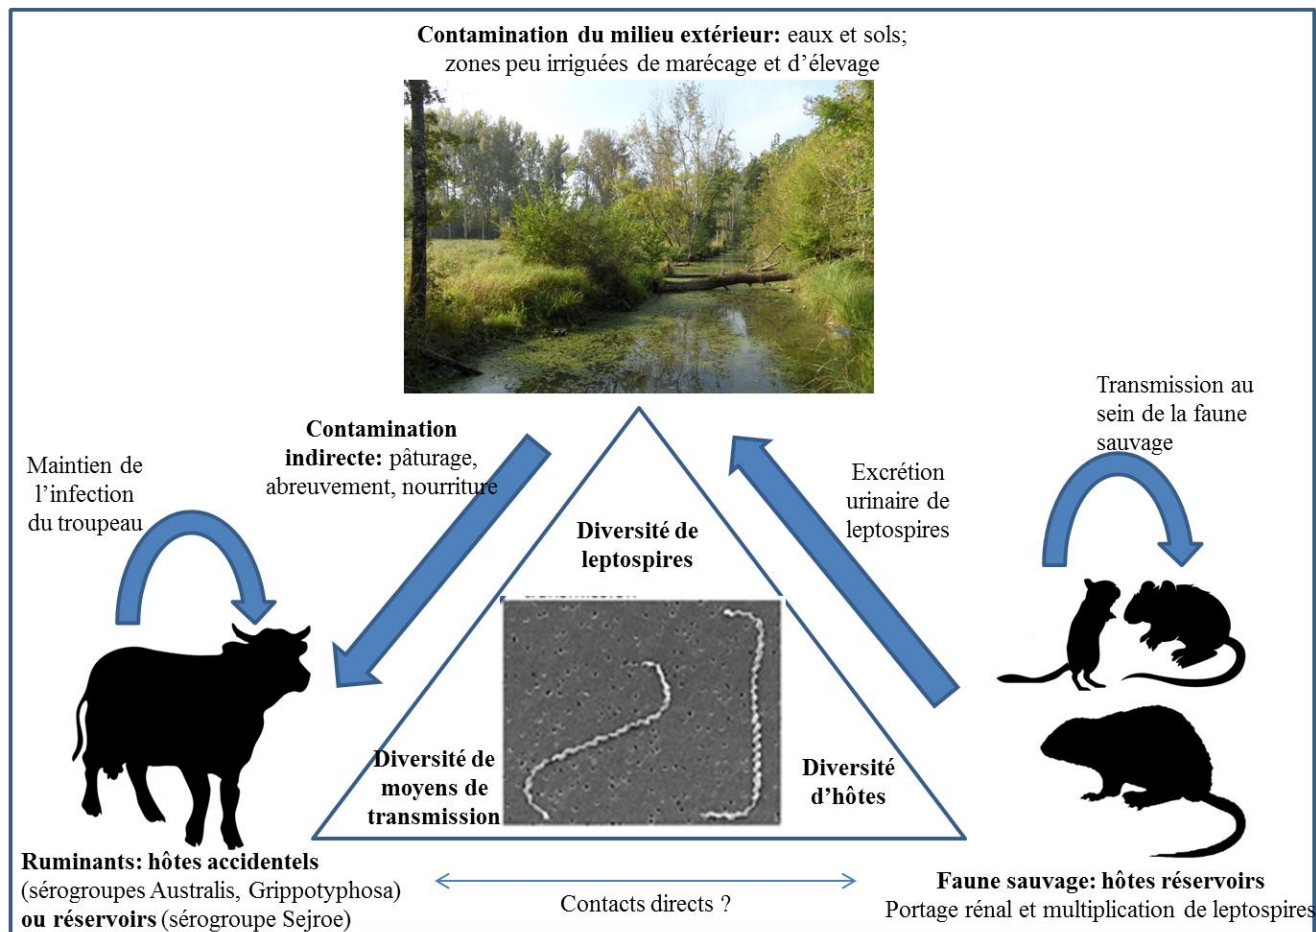 Contamination du milieu extérieur: eaux et sols;
zones peu irriguées de marécage et d’élevage
Transmission au
sein de la faune
sauvage
Contamination
indirecte: pâturage,
abreuvement, nourriture
Maintien de
l’infection
du troupeau
Excrétion
urinaire de
leptospires
Diversité de
leptospires
Diversité de
moyens de
transmission
Diversité
d’hôtes
Ruminants: hôtes accidentels
(sérogroupes Australis, Grippotyphosa)
ou réservoirs (sérogroupe Sejroe)
Contacts directs ?
Faune sauvage: hôtes réservoirs
Portage rénal et multiplication de leptospires